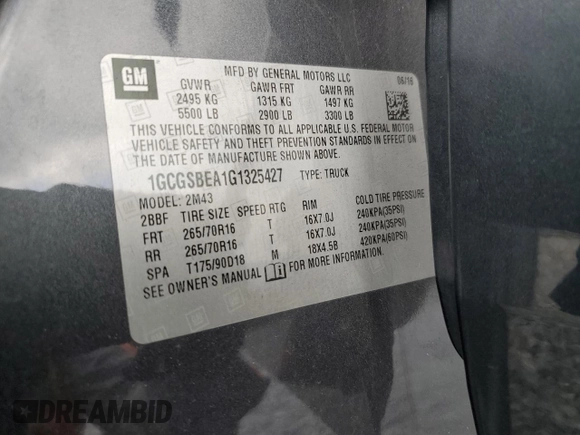 GM
MFD BY GENERAL MOTORS LLC 06/16
GVWR GAWR FRT GAWR RR
2495 KG 1315 KG 1497 KG
5500 LB 2900 LB 3300 LB
THIS VEHICLE CONFORMS TO ALL APPLICABLE U.S. FEDERAL MOTOR
VEHICLE SAFETY AND THEFT PREVENTION STANDARDS IN EFFECT ON
THE DATE OF MANUFACTURE SHOWN ABOVE.
1GCGSBEA1G1325427 TYPE: TRUCK
MODEL: 2M43
2BBF TIRE SIZE SPEED RTG RIM COLD TIRE PRESSURE
FRT 265/70R16 T 16X7.0J 240KPA(35PSI)
RR 265/70R16 T 16X7.0J 240KPA(35PSI)
SPA T175/90D18 M 18X4.5B 420KPA(60PSI)
SEE OWNER'S MANUAL FOR MORE INFORMATION.
DREAMBID